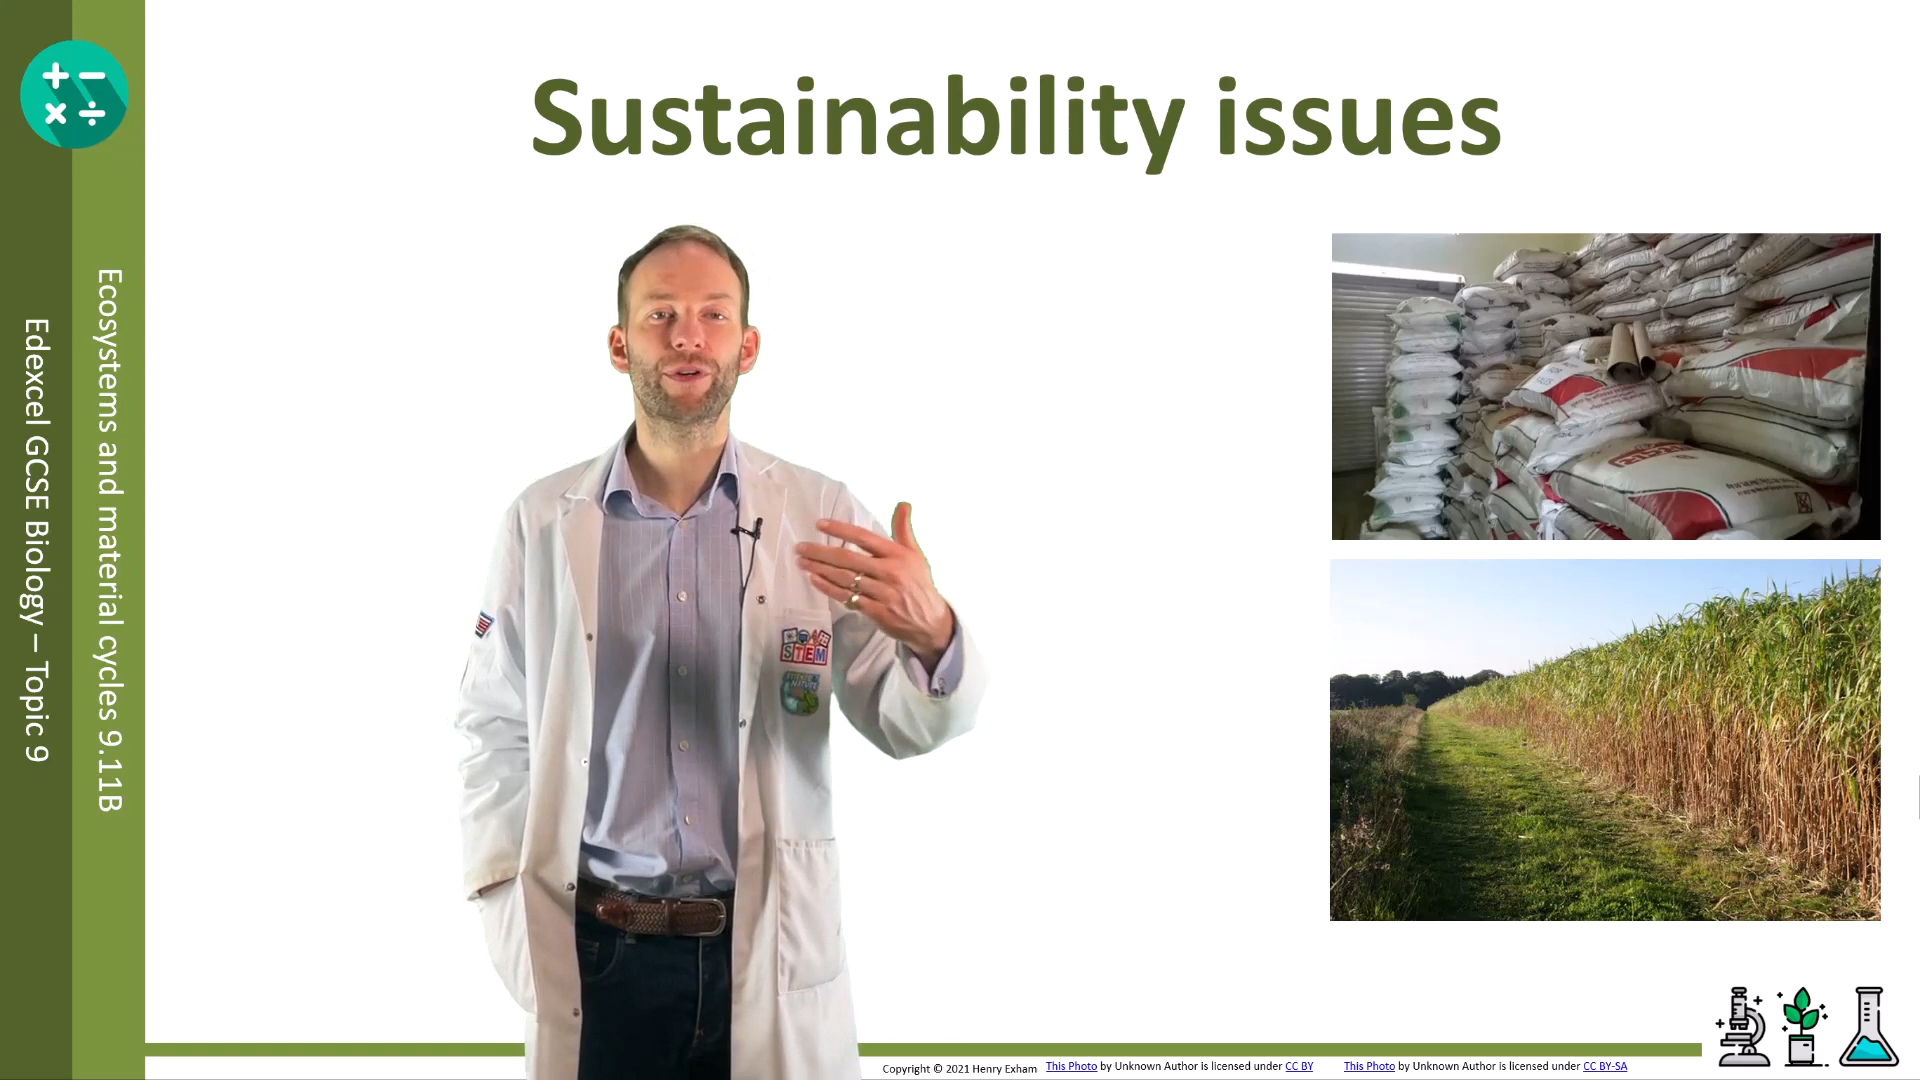 Sustainability issues
Ecosystems and material cycles 9.11B
Edexcel GCSE Biology – Topic 9
STEM
Copyright © 2021 Henry Exham
This Photo by Unknown Author is licensed under CC BY
This Photo by Unknown Author is licensed under CC BY-SA